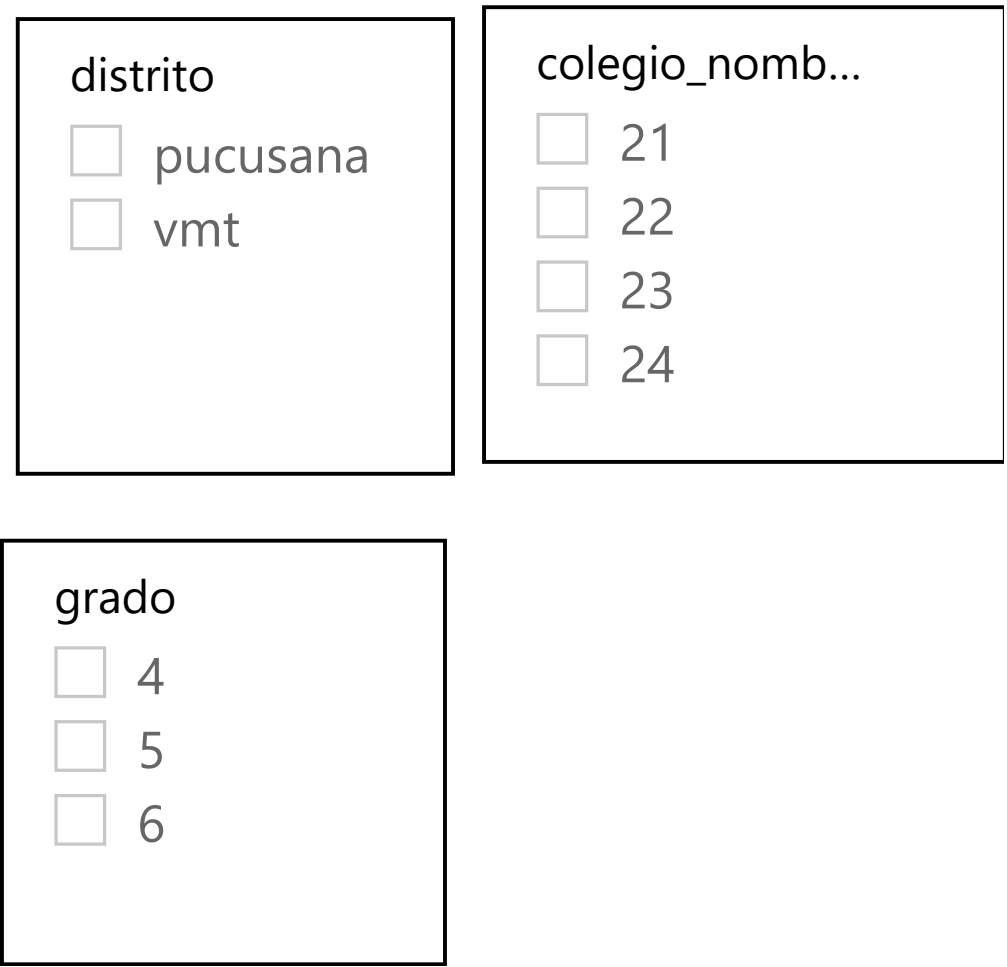 distrito
pucusana
vmt
colegio_nomb...
21
22
23
24
grado
4
5
6